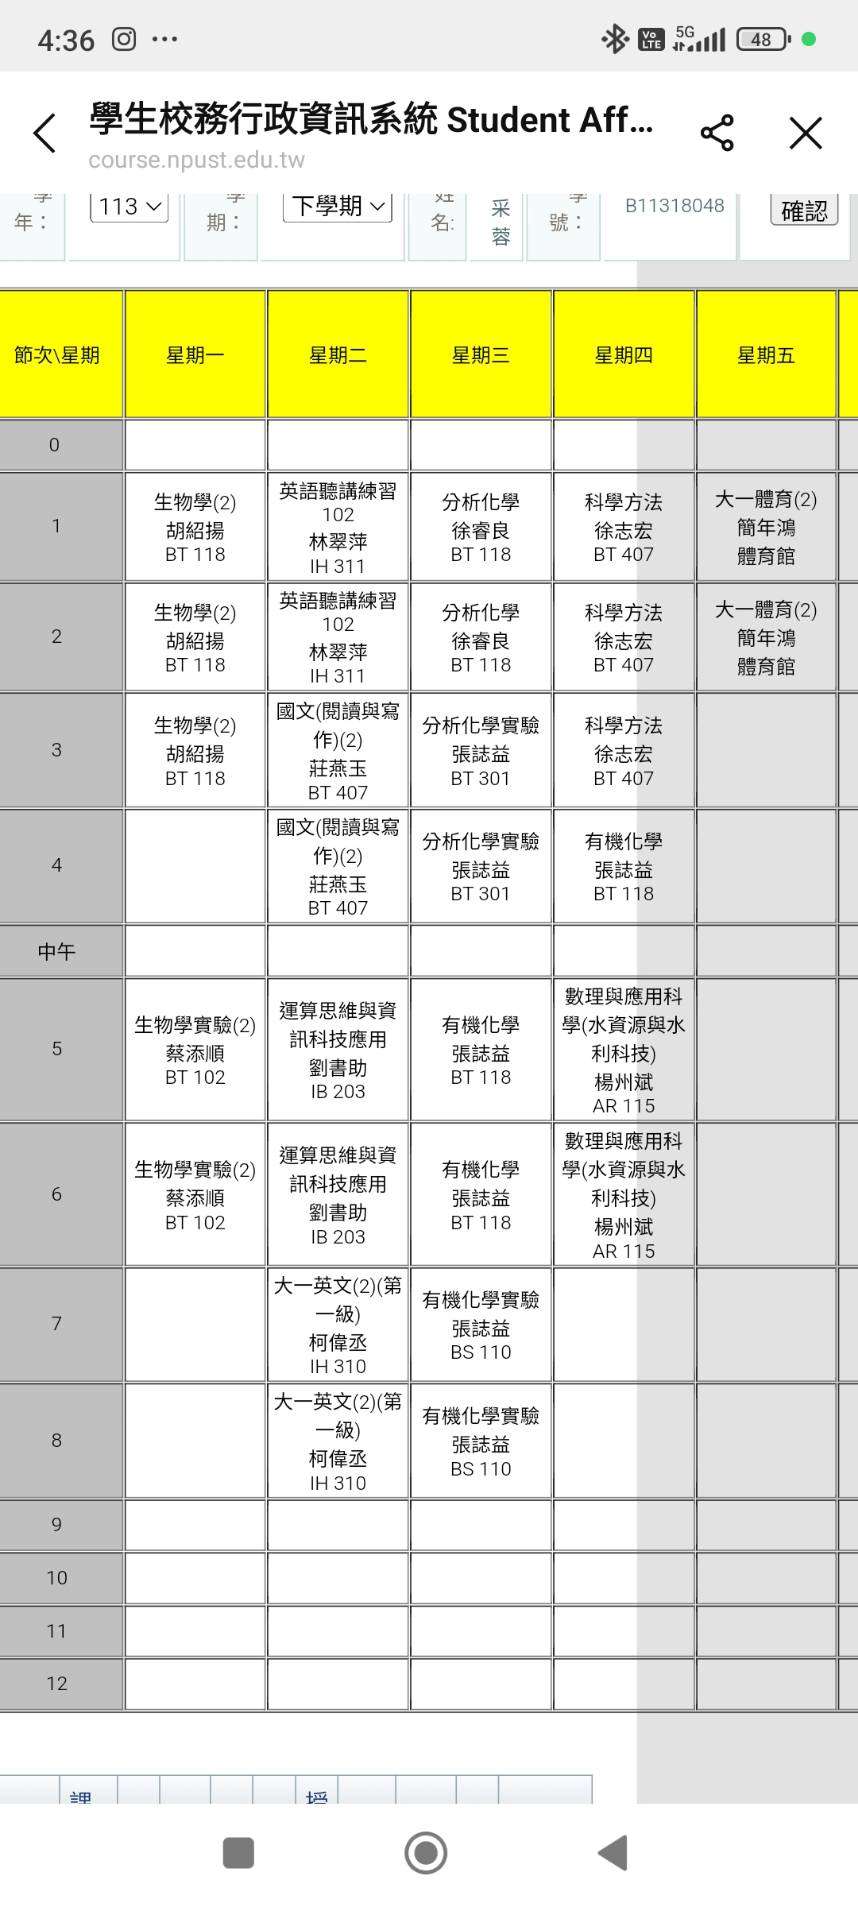 4:36 ...
Vo LTE 5G 48
學生校務行政資訊系統 Student Aff...
course.npust.edu.tw
年： 113 期： 下學期 名: 采蓉 號： B11318048 確認
節次\星期 星期一 星期二 星期三 星期四 星期五
0
1
生物學(2)
胡紹揚
BT 118
英語聽講練習
102
林翠萍
IH 311
分析化學
徐睿良
BT 118
科學方法
徐志宏
BT 407
大一體育(2)
簡年鴻
體育館
2
生物學(2)
胡紹揚
BT 118
英語聽講練習
102
林翠萍
IH 311
分析化學
徐睿良
BT 118
科學方法
徐志宏
BT 407
大一體育(2)
簡年鴻
體育館
3
生物學(2)
胡紹揚
BT 118
國文(閱讀與寫
作)(2)
莊燕玉
BT 407
分析化學實驗
張誌益
BT 301
科學方法
徐志宏
BT 407
4
國文(閱讀與寫
作)(2)
莊燕玉
BT 407
分析化學實驗
張誌益
BT 301
有機化學
張誌益
BT 118
中午
5
生物學實驗(2)
蔡添順
BT 102
運算思維與資
訊科技應用
劉書助
IB 203
有機化學
張誌益
BT 118
數理與應用科
學(水資源與水
利科技)
楊州斌
AR 115
6
生物學實驗(2)
蔡添順
BT 102
運算思維與資
訊科技應用
劉書助
IB 203
有機化學
張誌益
BT 118
數理與應用科
學(水資源與水
利科技)
楊州斌
AR 115
7
大一英文(2)(第
一級)
柯偉丞
IH 310
有機化學實驗
張誌益
BS 110
8
大一英文(2)(第
一級)
柯偉丞
IH 310
有機化學實驗
張誌益
BS 110
9
10
11
12
課 授